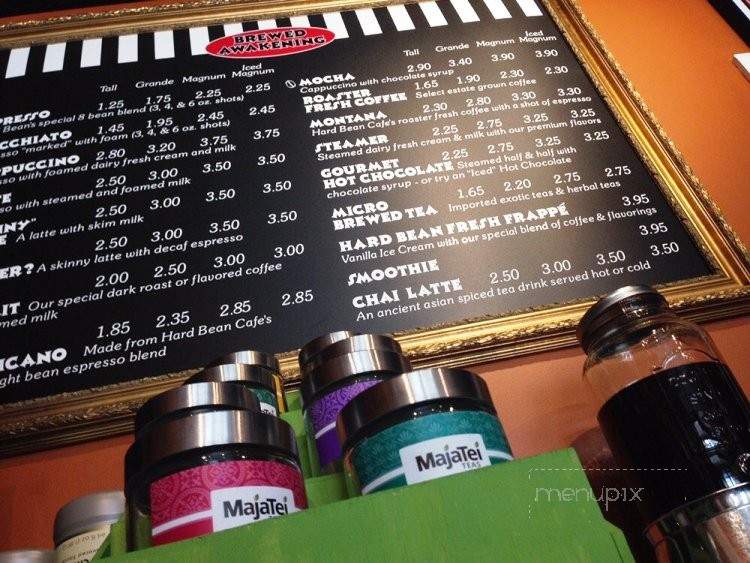 BREWED
AWAKENING
Tall Grande Magnum Iced Magnum
PRESSO 1.25 1.75 2.25 2.25
Bean's special 8 bean blend (3, 4, & 6 oz. shots)
CCHIATO 1.45 1.95 2.45 2.45
sso "marked" with foam (3, 4, & 6 oz. shots)
PPUCCINO 2.80 3.20 3.75 3.75
sso with foamed dairy fresh cream and milk
2.50 3.00 3.50 3.50
so with steamed and foamed milk
NNY" 2.50 3.00 3.50 3.50
A latte with skim milk
2.50 3.00 3.50 3.50
ER? A skinny latte with decaf espresso
2.00 2.50 3.00 3.00
IT Our special dark roast or flavored coffee
med milk
1.85 2.35 2.85 2.85
ICANO Made from Hard Bean Cafe's
ght bean espresso blend
Tall Grande Magnum Iced Magnum
MOCHA 2.90 3.40 3.90 3.90
Cappuccino with chocolate syrup
ROASTER 1.65 1.90 2.30 2.30
FRESH COFFEE Select estate grown coffee
MONTANA 2.30 2.80 3.30 3.30
Hard Bean Cafe's roaster fresh coffee with a shot of espresso
STEAMER 2.25 2.75 3.25 3.25
Steamed dairy fresh cream & milk with our premium flavors
GOURMET 2.25 2.75 3.25 3.25
HOT CHOCOLATE Steamed half & half with
chocolate syrup - or try an "Iced" Hot Chocolate
MICRO 1.65 2.20 2.75 2.75
BREWED TEA Imported exotic teas & herbal teas
HARD BEAN FRESH FRAPPÉ 3.95
Vanilla Ice Cream with our special blend of coffee & flavorings
SMOOTHIE 3.95
CHAI LATTE 2.50 3.00 3.50 3.50
An ancient asian spiced tea drink served hot or cold
MajaTei
TEAS
MajaTei
menupix